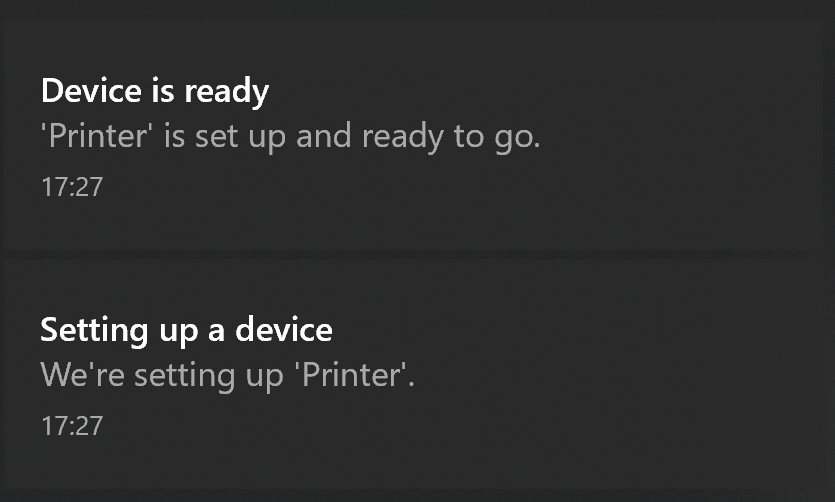 Device is ready
'Printer' is set up and ready to go.
17:27
Setting up a device
We're setting up 'Printer'.
17:27